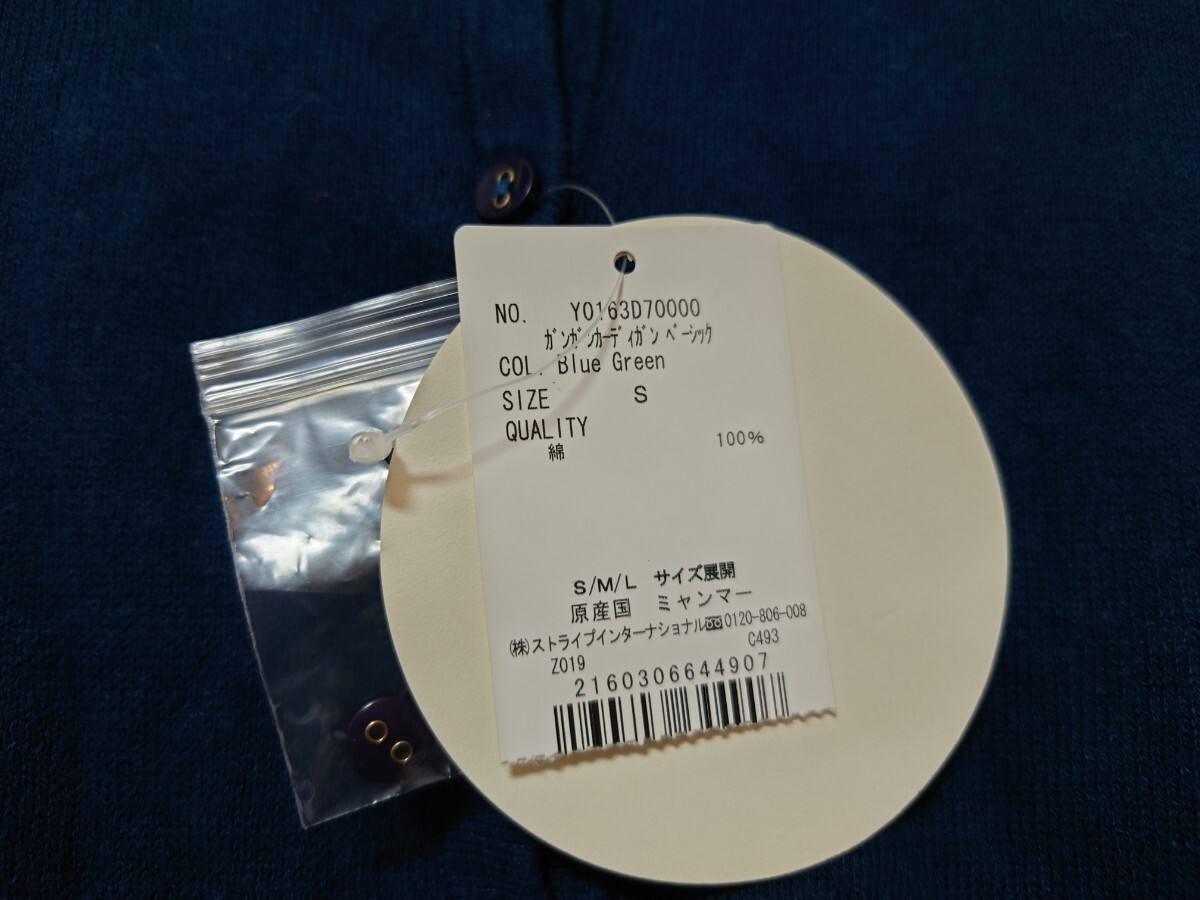 NO. Y0163D70000
ｶﾞﾝｶﾞﾝｶｰﾃﾞｨｶﾞﾝ ﾍﾞｰｼｯｸ
COL. Blue Green
SIZE S
QUALITY
綿 100%
S/M/L サイズ展開
原産国 ミャンマー
(株)ストライプインターナショナル 0120-806-008
Z019 C493
2160306644907